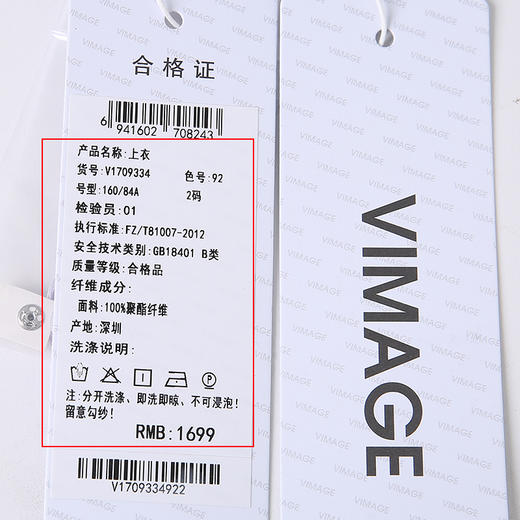 合格证
6 941602 708243
产品名称:上衣
货号:V1709334 色号:92
号型:160/84A 2码
检验员:01
执行标准:FZ/T81007-2012
安全技术类别:GB18401 B类
质量等级:合格品
纤维成分:
面料:100%聚酯纤维
产地:深圳
洗涤说明:
注:分开洗涤、即洗即晾、不可浸泡!
留意勾纱!
RMB:1699
V1709334922
VIMAGE